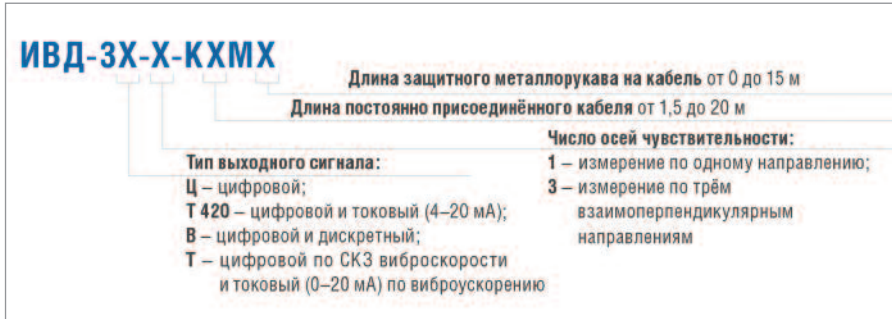 ИВД-3Х-Х-КХМХ
Длина защитного металлорукава на кабель от 0 до 15 м
Длина постоянно присоединённого кабеля от 1,5 до 20 м
Число осей чувствительности:
1 – измерение по одному направлению;
3 – измерение по трём
взаимоперпендикулярным
направлениям
Тип выходного сигнала:
Ц – цифровой;
Т 420 – цифровой и токовый (4–20 мА);
В – цифровой и дискретный;
Т – цифровой по СКЗ виброскорости
и токовый (0–20 мА) по виброускорению